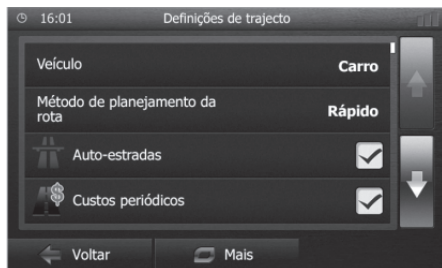 16:01
Definições de trajecto
Veículo
Carro
Método de planejamento da
rota
Rápido
Auto-estradas
Custos periódicos
Voltar
Mais